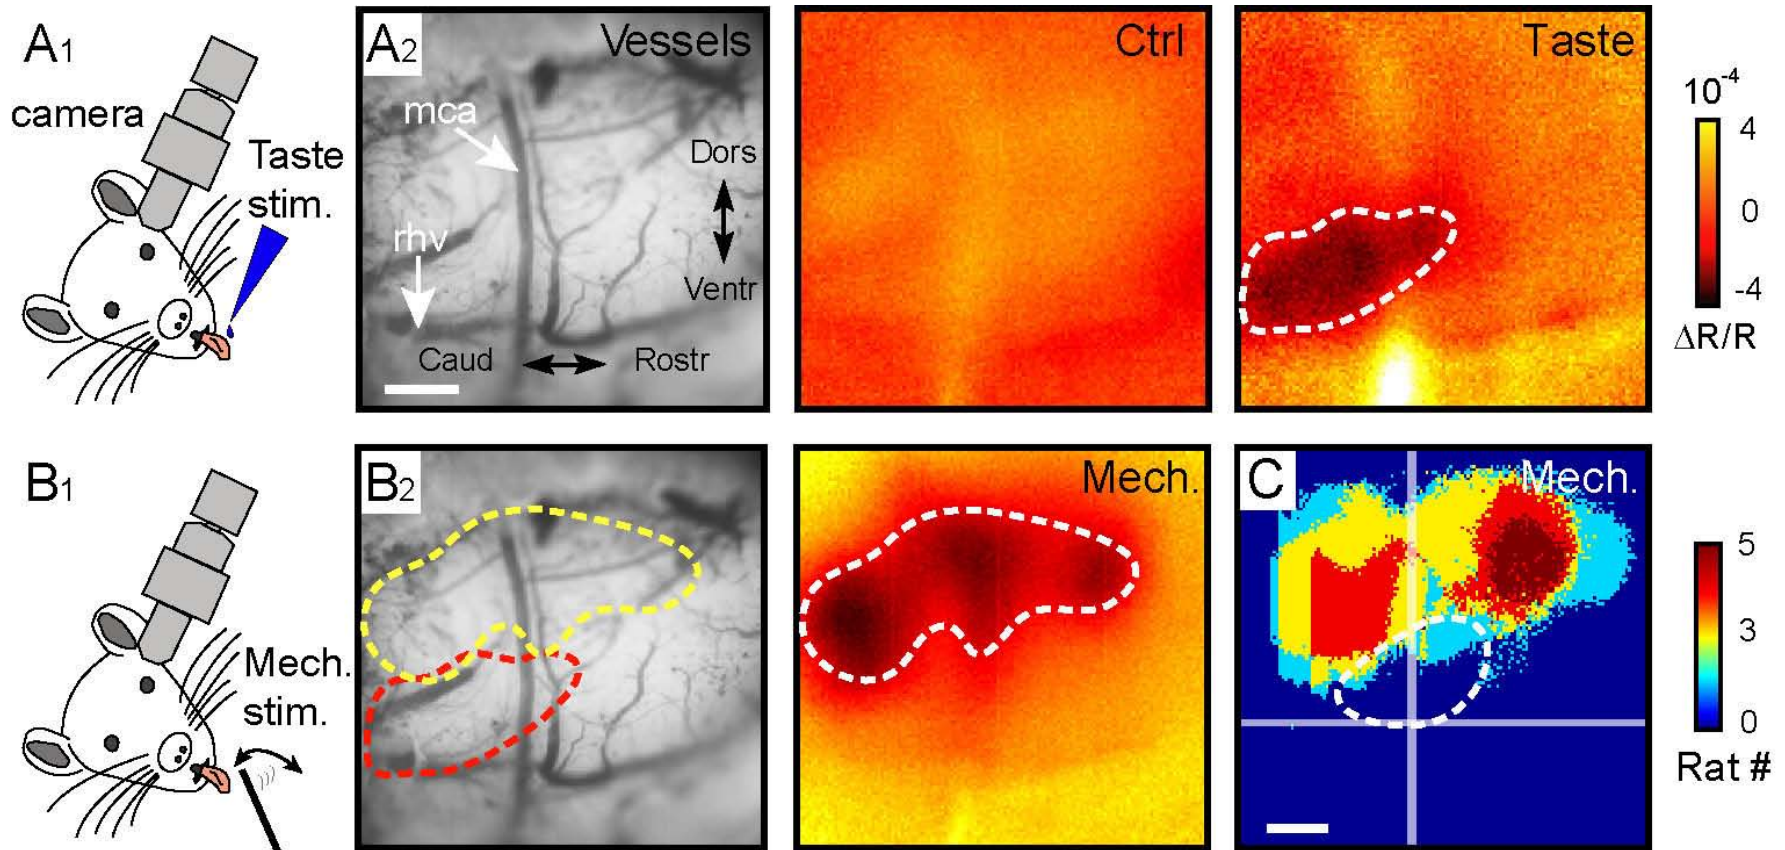 A1
camera
Taste
stim.
A2
Vessels
mca
rhv
Dors
Ventr
Caud
Rostr
Ctrl
Taste
10-4
4
0
-4
ΔR/R
B1
Mech.
stim.
B2
Mech.
C
Mech.
5
3
0
Rat #